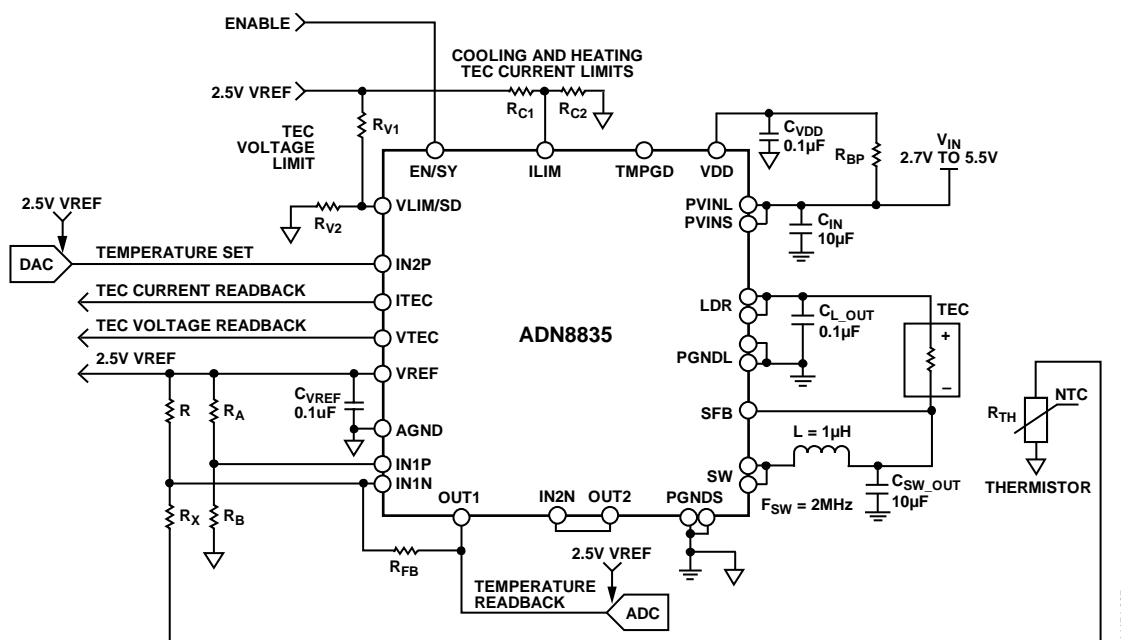 ENABLE
COOLING AND HEATING
TEC CURRENT LIMITS
2.5V VREF
RC1
RC2
TEC
VOLTAGE
LIMIT
RV1
CVDD
0.1µF
RBP
VIN
2.7V TO 5.5V
EN/SY
ILIM
TMPGD
VDD
2.5V VREF
RV2
VLIM/SD
PVINL
PVINS
CIN
10µF
DAC
TEMPERATURE SET
IN2P
TEC CURRENT READBACK
ITEC
LDR
CL_OUT
0.1µF
TEC
+
–
TEC VOLTAGE READBACK
VTEC
ADN8835
PGNDL
2.5V VREF
VREF
R
RA
CVREF
0.1uF
SFB
RTH
NTC
AGND
L = 1µH
IN1P
IN1N
SW
THERMISTOR
OUT1
IN2N
OUT2
PGNDS
FSW = 2MHz
CSW_OUT
10µF
RX
RB
RFB
2.5V VREF
TEMPERATURE
READBACK
ADC